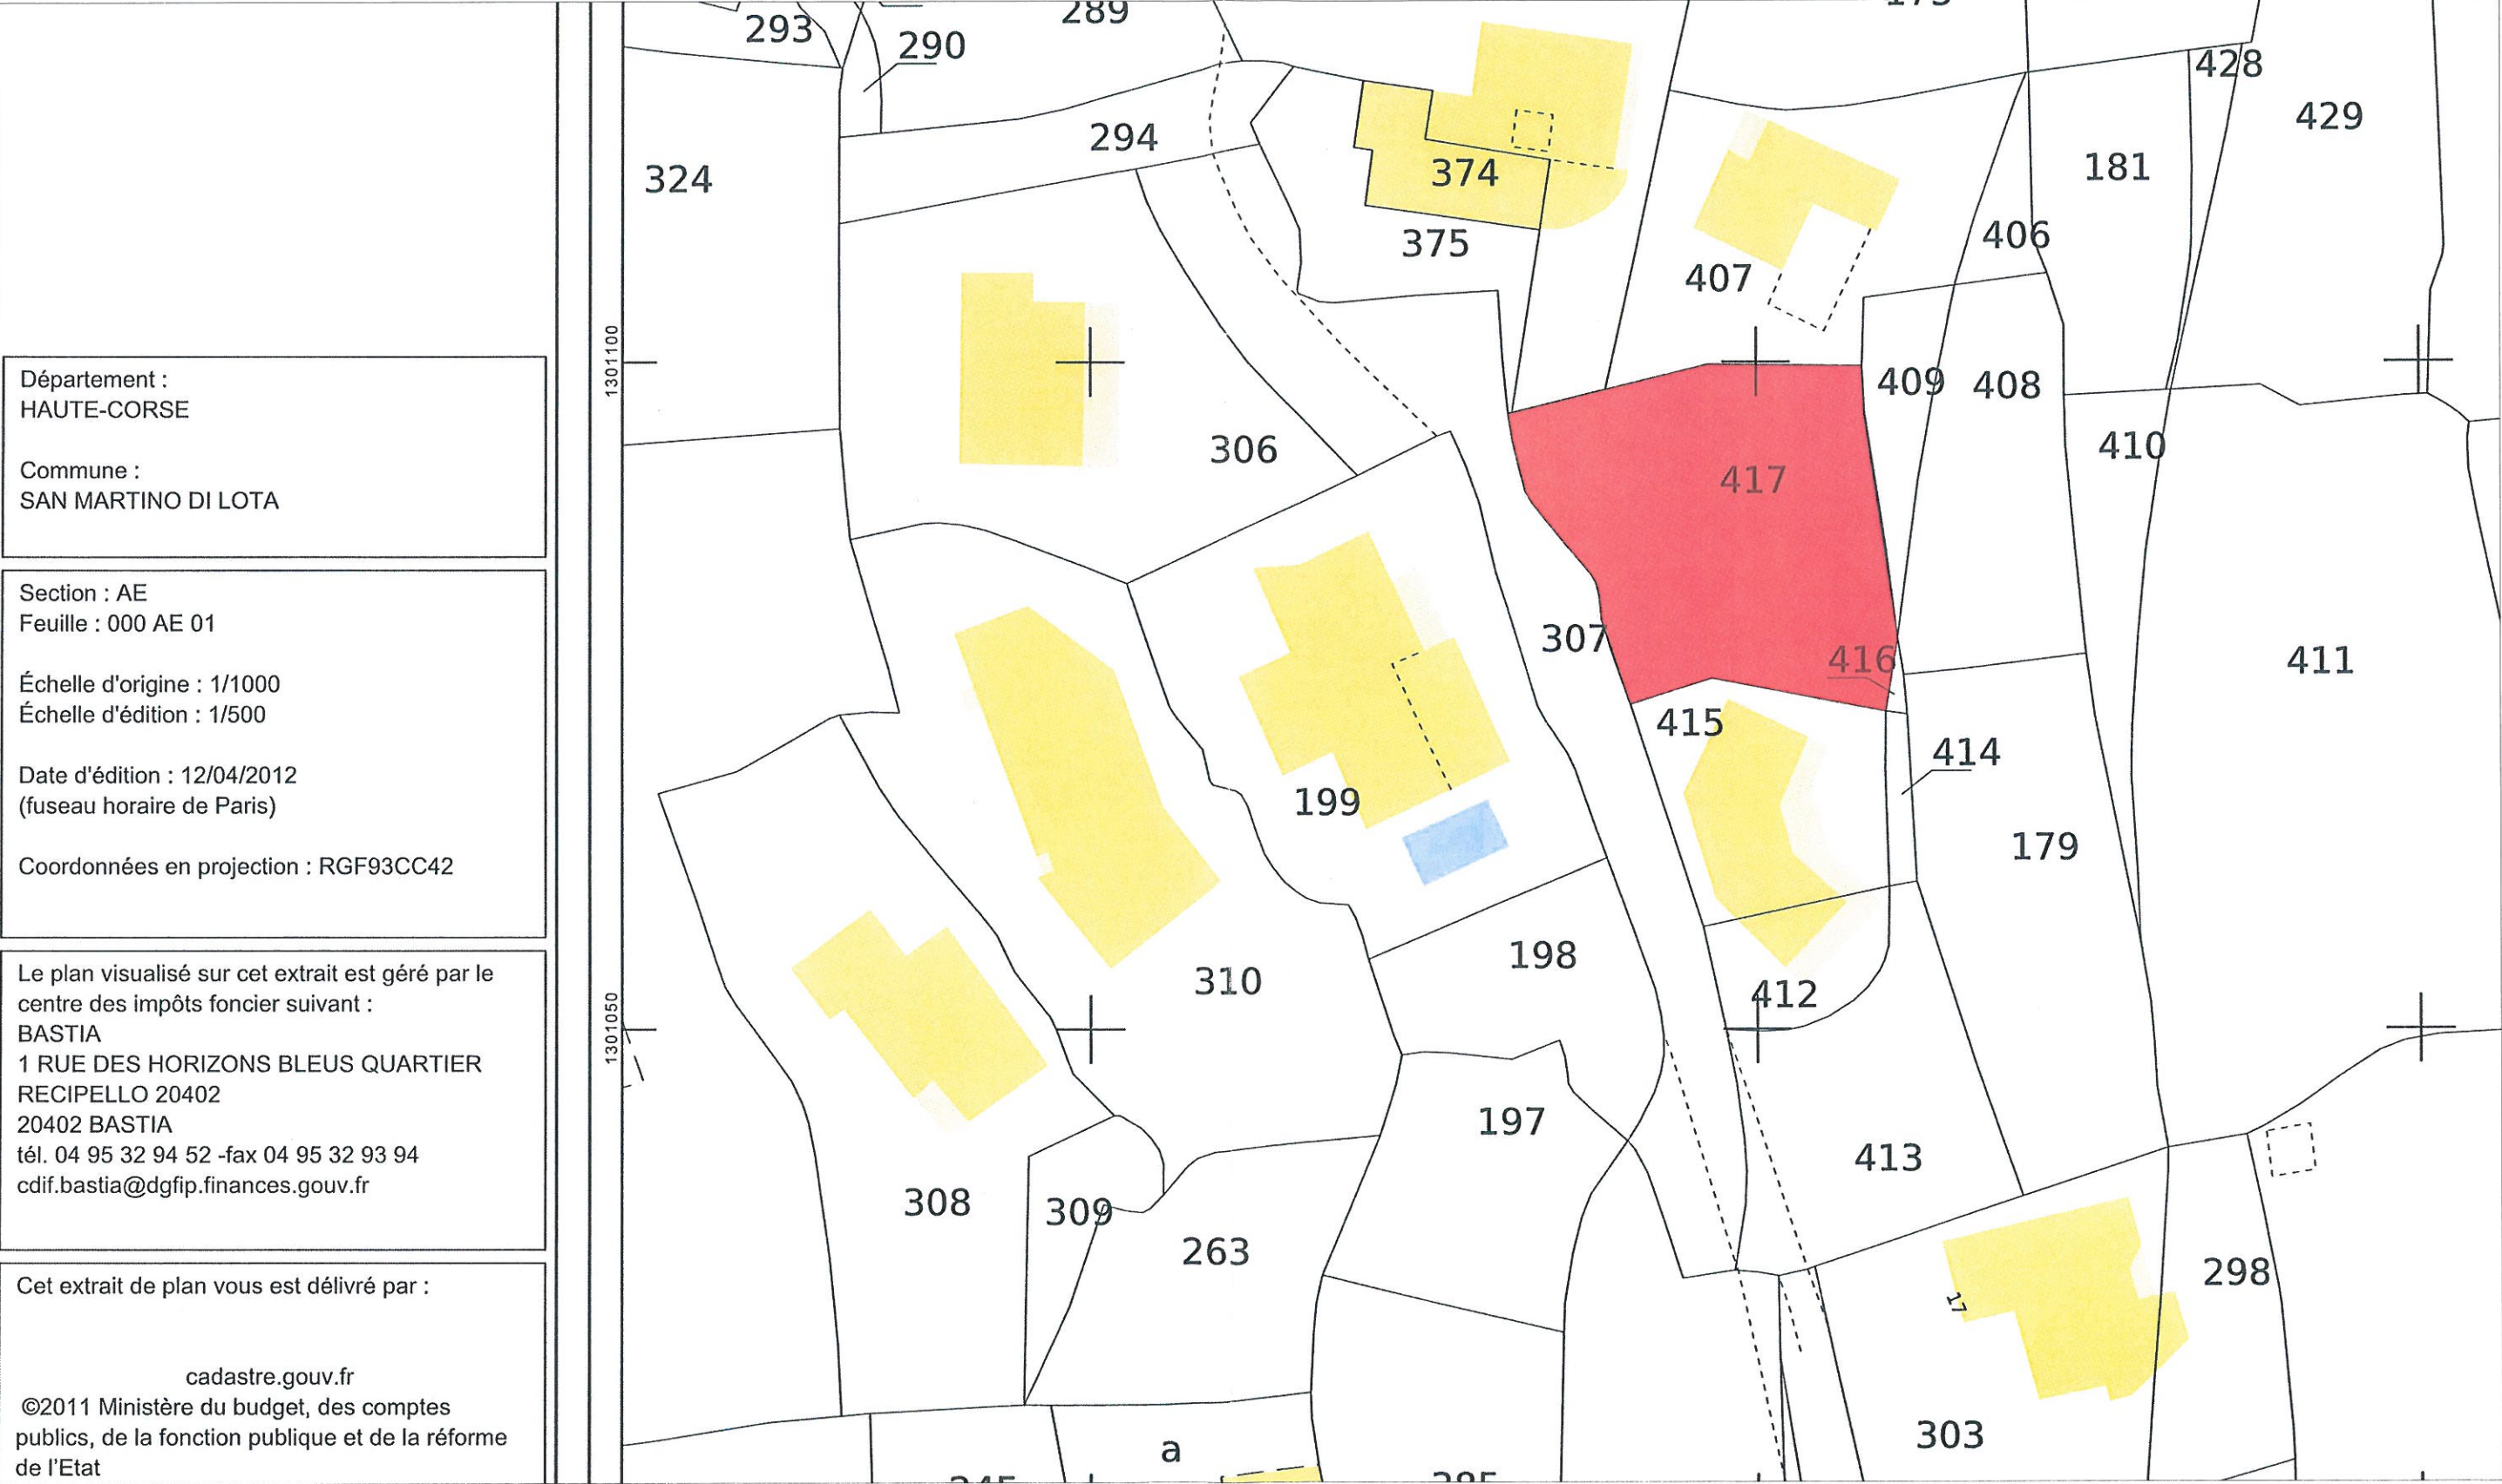 Département :
HAUTE-CORSE
Commune :
SAN MARTINO DI LOTA
Section : AE
Feuille : 000 AE 01
Échelle d'origine : 1/1000
Échelle d'édition : 1/500
Date d'édition : 12/04/2012
(fuseau horaire de Paris)
Coordonnées en projection : RGF93CC42
Le plan visualisé sur cet extrait est géré par le
centre des impôts foncier suivant :
BASTIA
1 RUE DES HORIZONS BLEUS QUARTIER
RECIPELLO 20402
20402 BASTIA
tél. 04 95 32 94 52 -fax 04 95 32 93 94
cdif.bastia@dgfip.finances.gouv.fr
Cet extrait de plan vous est délivré par :
cadastre.gouv.fr
©2011 Ministère du budget, des comptes
publics, de la fonction publique et de la réforme
de l'Etat
1301100
1301050
293
290
289
428
429
294
324
374
181
375
406
407
409
408
306
410
417
307
416
411
415
414
199
179
198
310
412
197
413
308
309
263
298
17
303
a